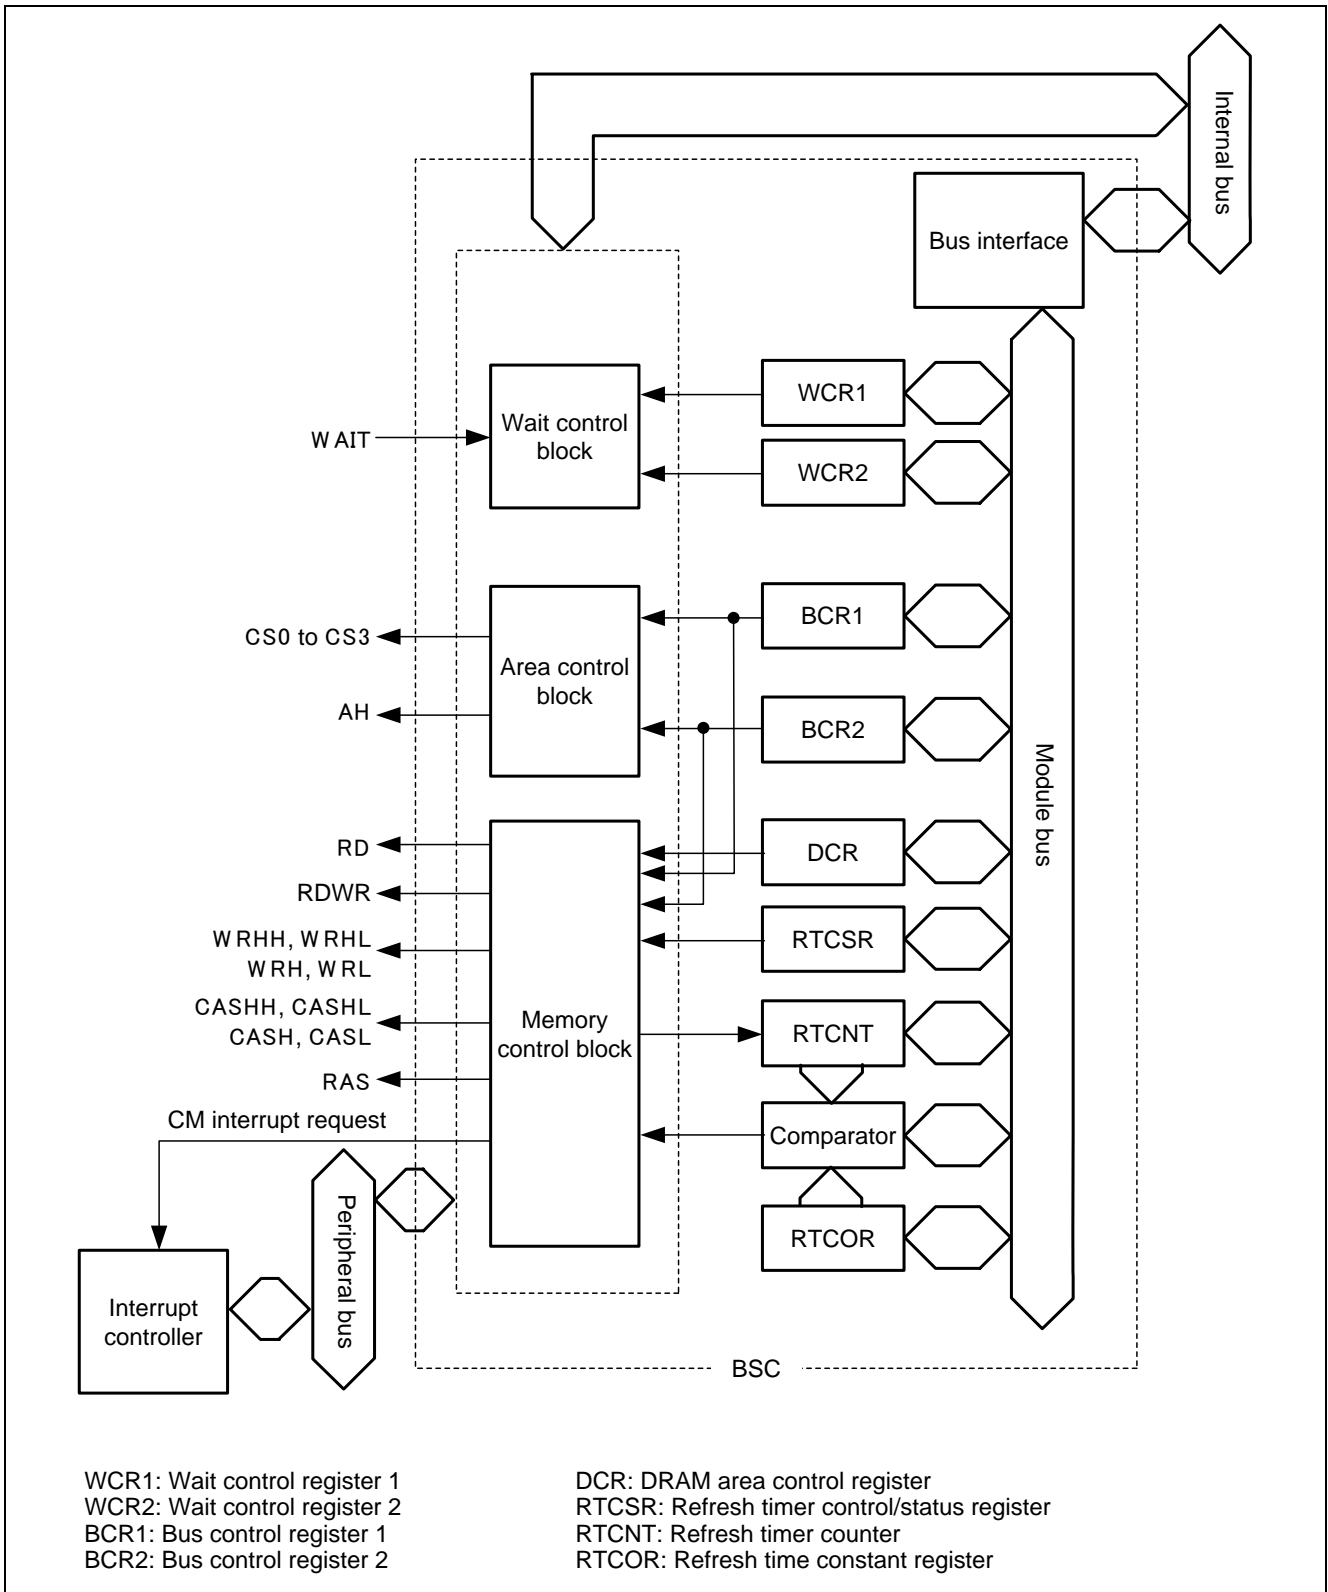 Internal bus
Bus interface
WCR1
Wait control
block
WAIT
WCR2
BCR1
CS0 to CS3
Area control
block
AH
BCR2
Module bus
RD
DCR
RDWR
WRHH, WRHL
WRH, WRL
RTCSR
CASHH, CASHL
CASH, CASL
Memory
control block
RTCNT
RAS
CM interrupt request
Comparator
Peripheral bus
RTCOR
Interrupt
controller
BSC
WCR1: Wait control register 1
WCR2: Wait control register 2
BCR1: Bus control register 1
BCR2: Bus control register 2
DCR: DRAM area control register
RTCSR: Refresh timer control/status register
RTCNT: Refresh timer counter
RTCOR: Refresh time constant register